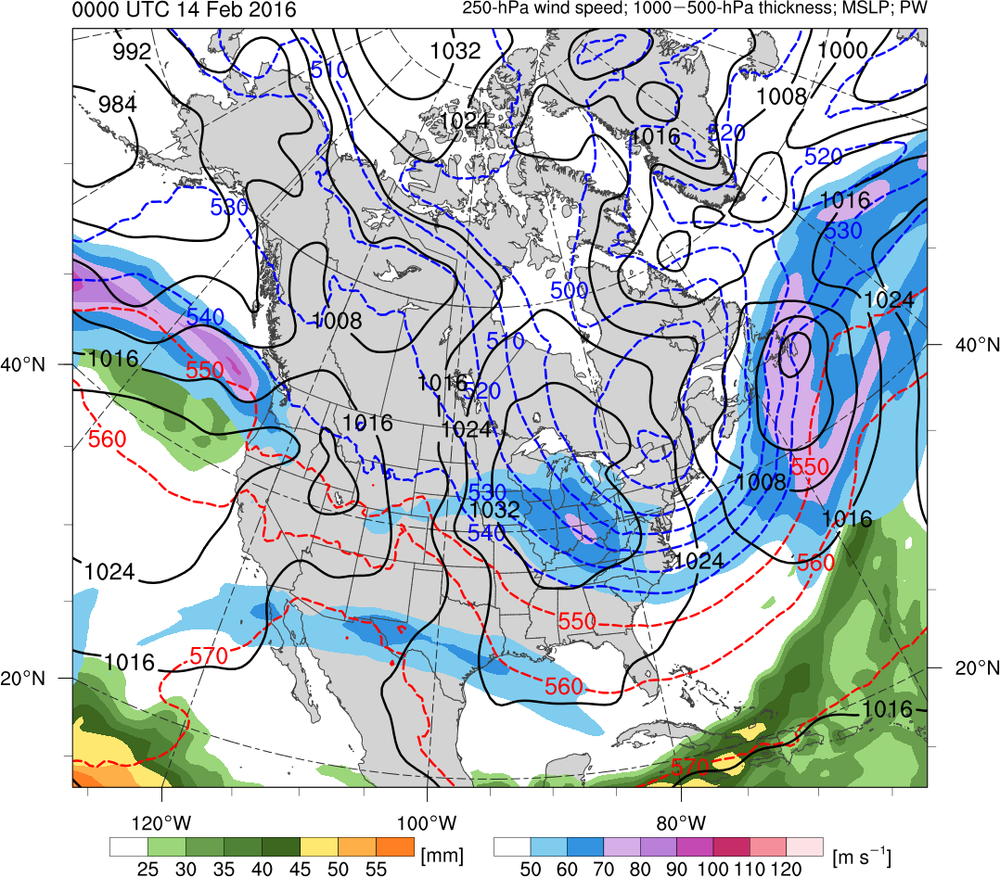 0000 UTC 14 Feb 2016 250-hPa wind speed; 1000−500-hPa thickness; MSLP; PW
992 510 1032 1000
984 1024 1008
1016 520
520
530 1016
530
500 1024
540 1008
40°N 1016 550 510 40°N
1016 520
1016 1024
560
550
530 1008
1032
540 1016
1024 1024 560
550
570 1016
20°N 560 20°N
1016
570
120°W 100°W 80°W
[mm] [m s⁻¹]
25 30 35 40 45 50 55 50 60 70 80 90 100 110 120